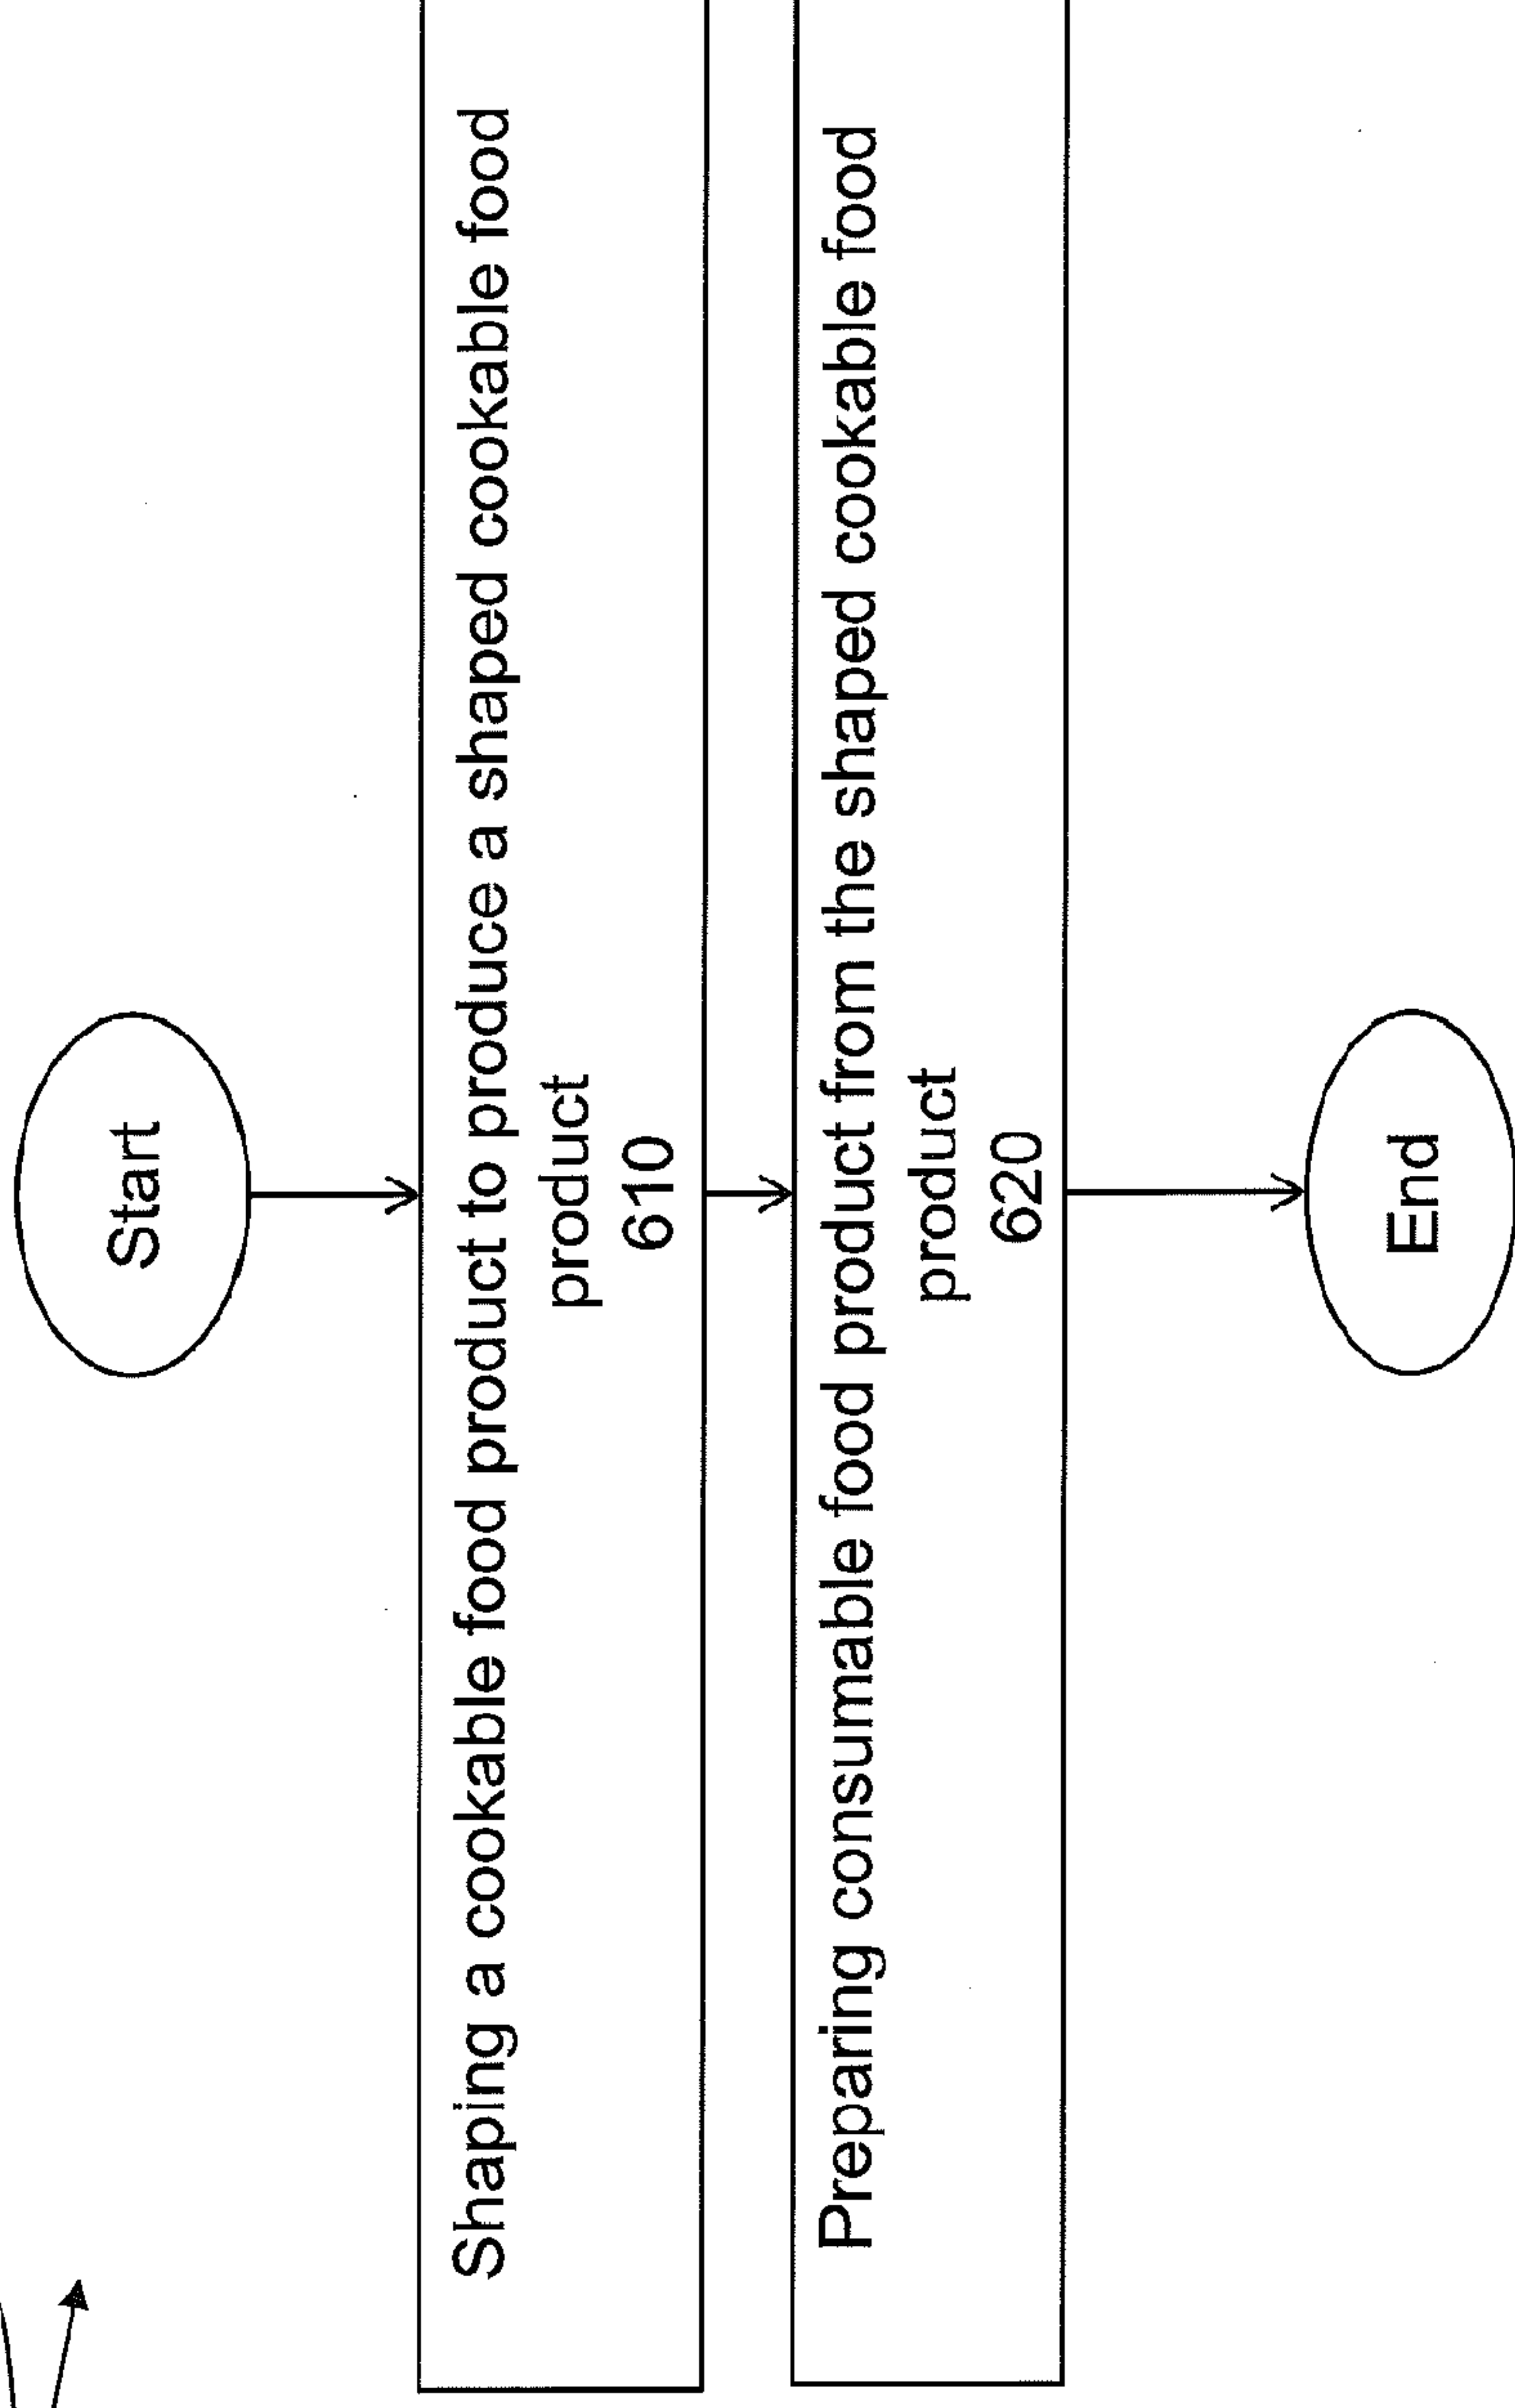 Start
Shaping a cookable food product to produce a shaped cookable food
product
610
Preparing consumable food product from the shaped cookable food
product
620
End